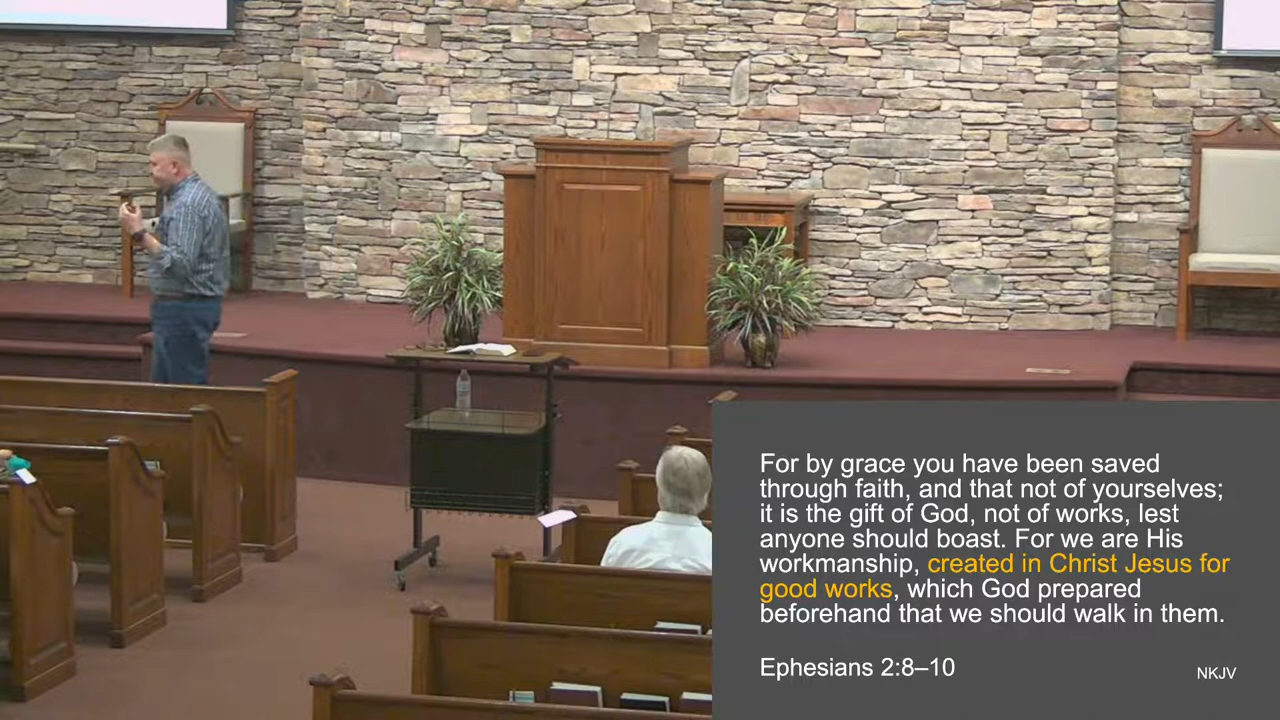 For by grace you have been saved
through faith, and that not of yourselves;
it is the gift of God, not of works, lest
anyone should boast. For we are His
workmanship, created in Christ Jesus for
good works, which God prepared
beforehand that we should walk in them.
Ephesians 2:8–10
NKJV